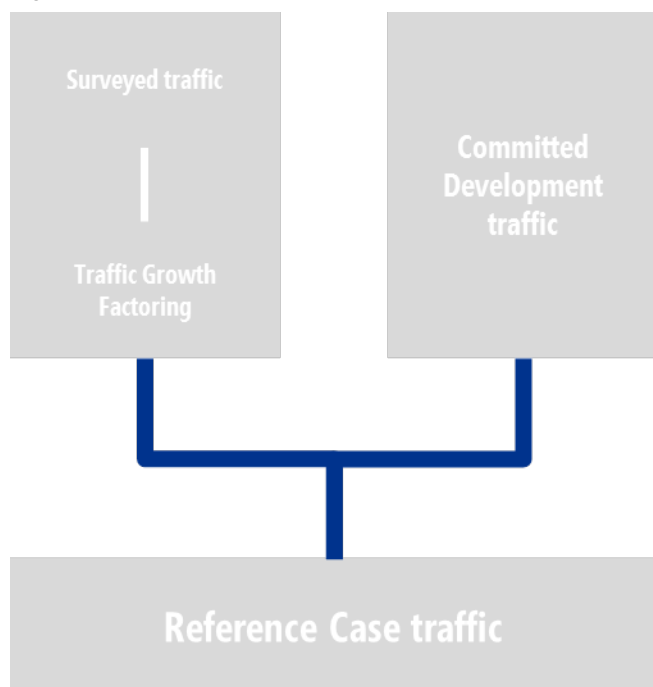 Surveyed traffic
Traffic Growth
Factoring
Committed
Development
traffic
Reference Case traffic